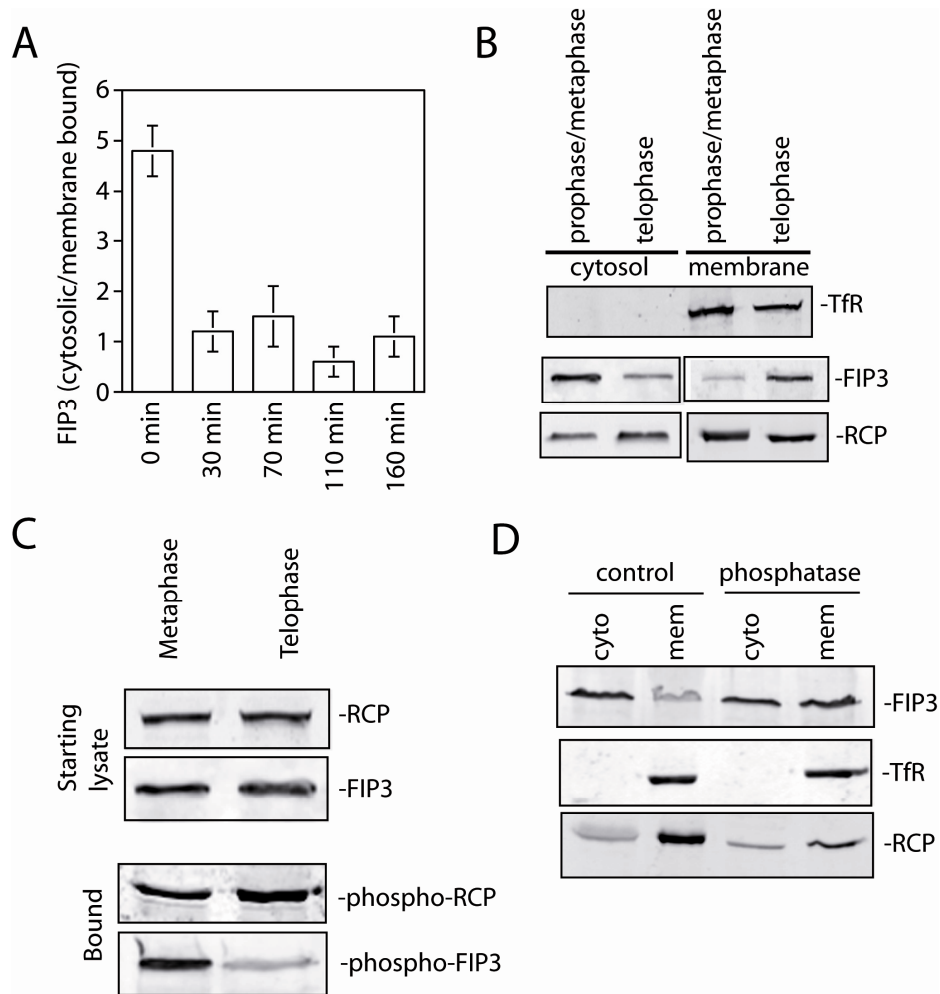 A
FIP3 (cytosolic/membrane bound)
6
5
4
3
2
1
0
0 min
30 min
70 min
110 min
160 min
B
prophase/metaphase
telophase
prophase/metaphase
telophase
cytosol
membrane
-TfR
-FIP3
-RCP
C
Metaphase
Telophase
Starting
lysate
-RCP
-FIP3
Bound
-phospho-RCP
-phospho-FIP3
D
control
phosphatase
cyto
mem
cyto
mem
-FIP3
-TfR
-RCP